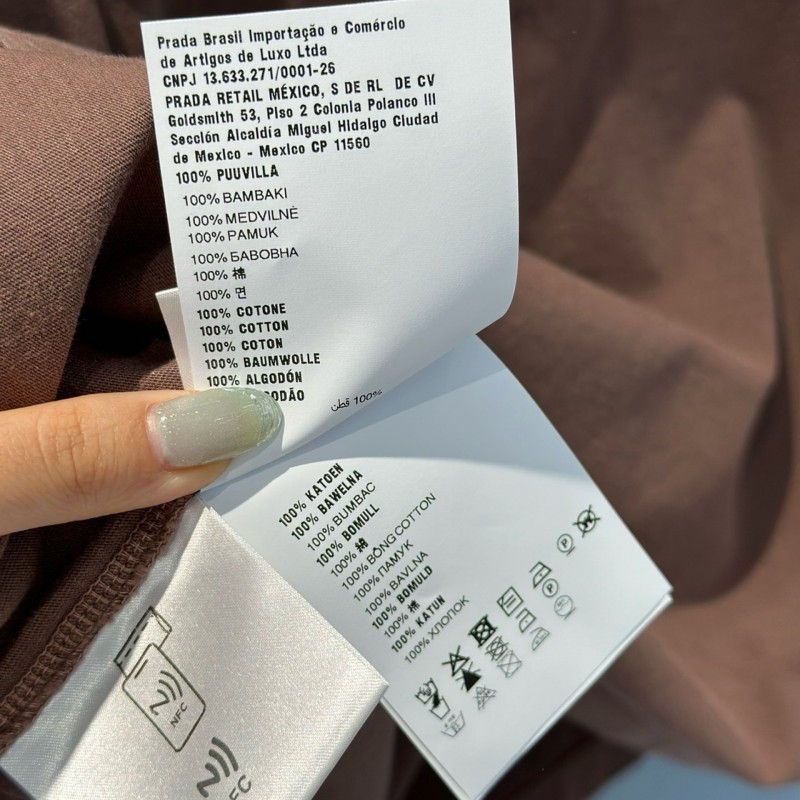 Prada Brasil Importação e Comércio
de Artigos de Luxo Ltda
CNPJ 13.633.271/0001-26
PRADA RETAIL MÉXICO, S DE RL DE CV
Goldsmith 53, Piso 2 Colonia Polanco III
Sección Alcaldía Miguel Hidalgo Ciudad
de Mexico - Mexico CP 11560
100% PUUVILLA
100% BAMBAKI
100% MEDVILNĖ
100% PAMUK
100% БАВОВНА
100% 棉
100% 면
100% COTONE
100% COTTON
100% COTON
100% BAUMWOLLE
100% ALGODÓN
ODÃO
100% قطن
100% KATOEN
100% BAWEŁNA
100% BUMBAC
100% BOMULL
100% 綿
100% BÔNG COTTON
100% ПАМУК
100% BAVLNA
100% BOMULD
100% 棉
100% KATUN
100% ХЛОПОК
P
P
W
NFC
NFC